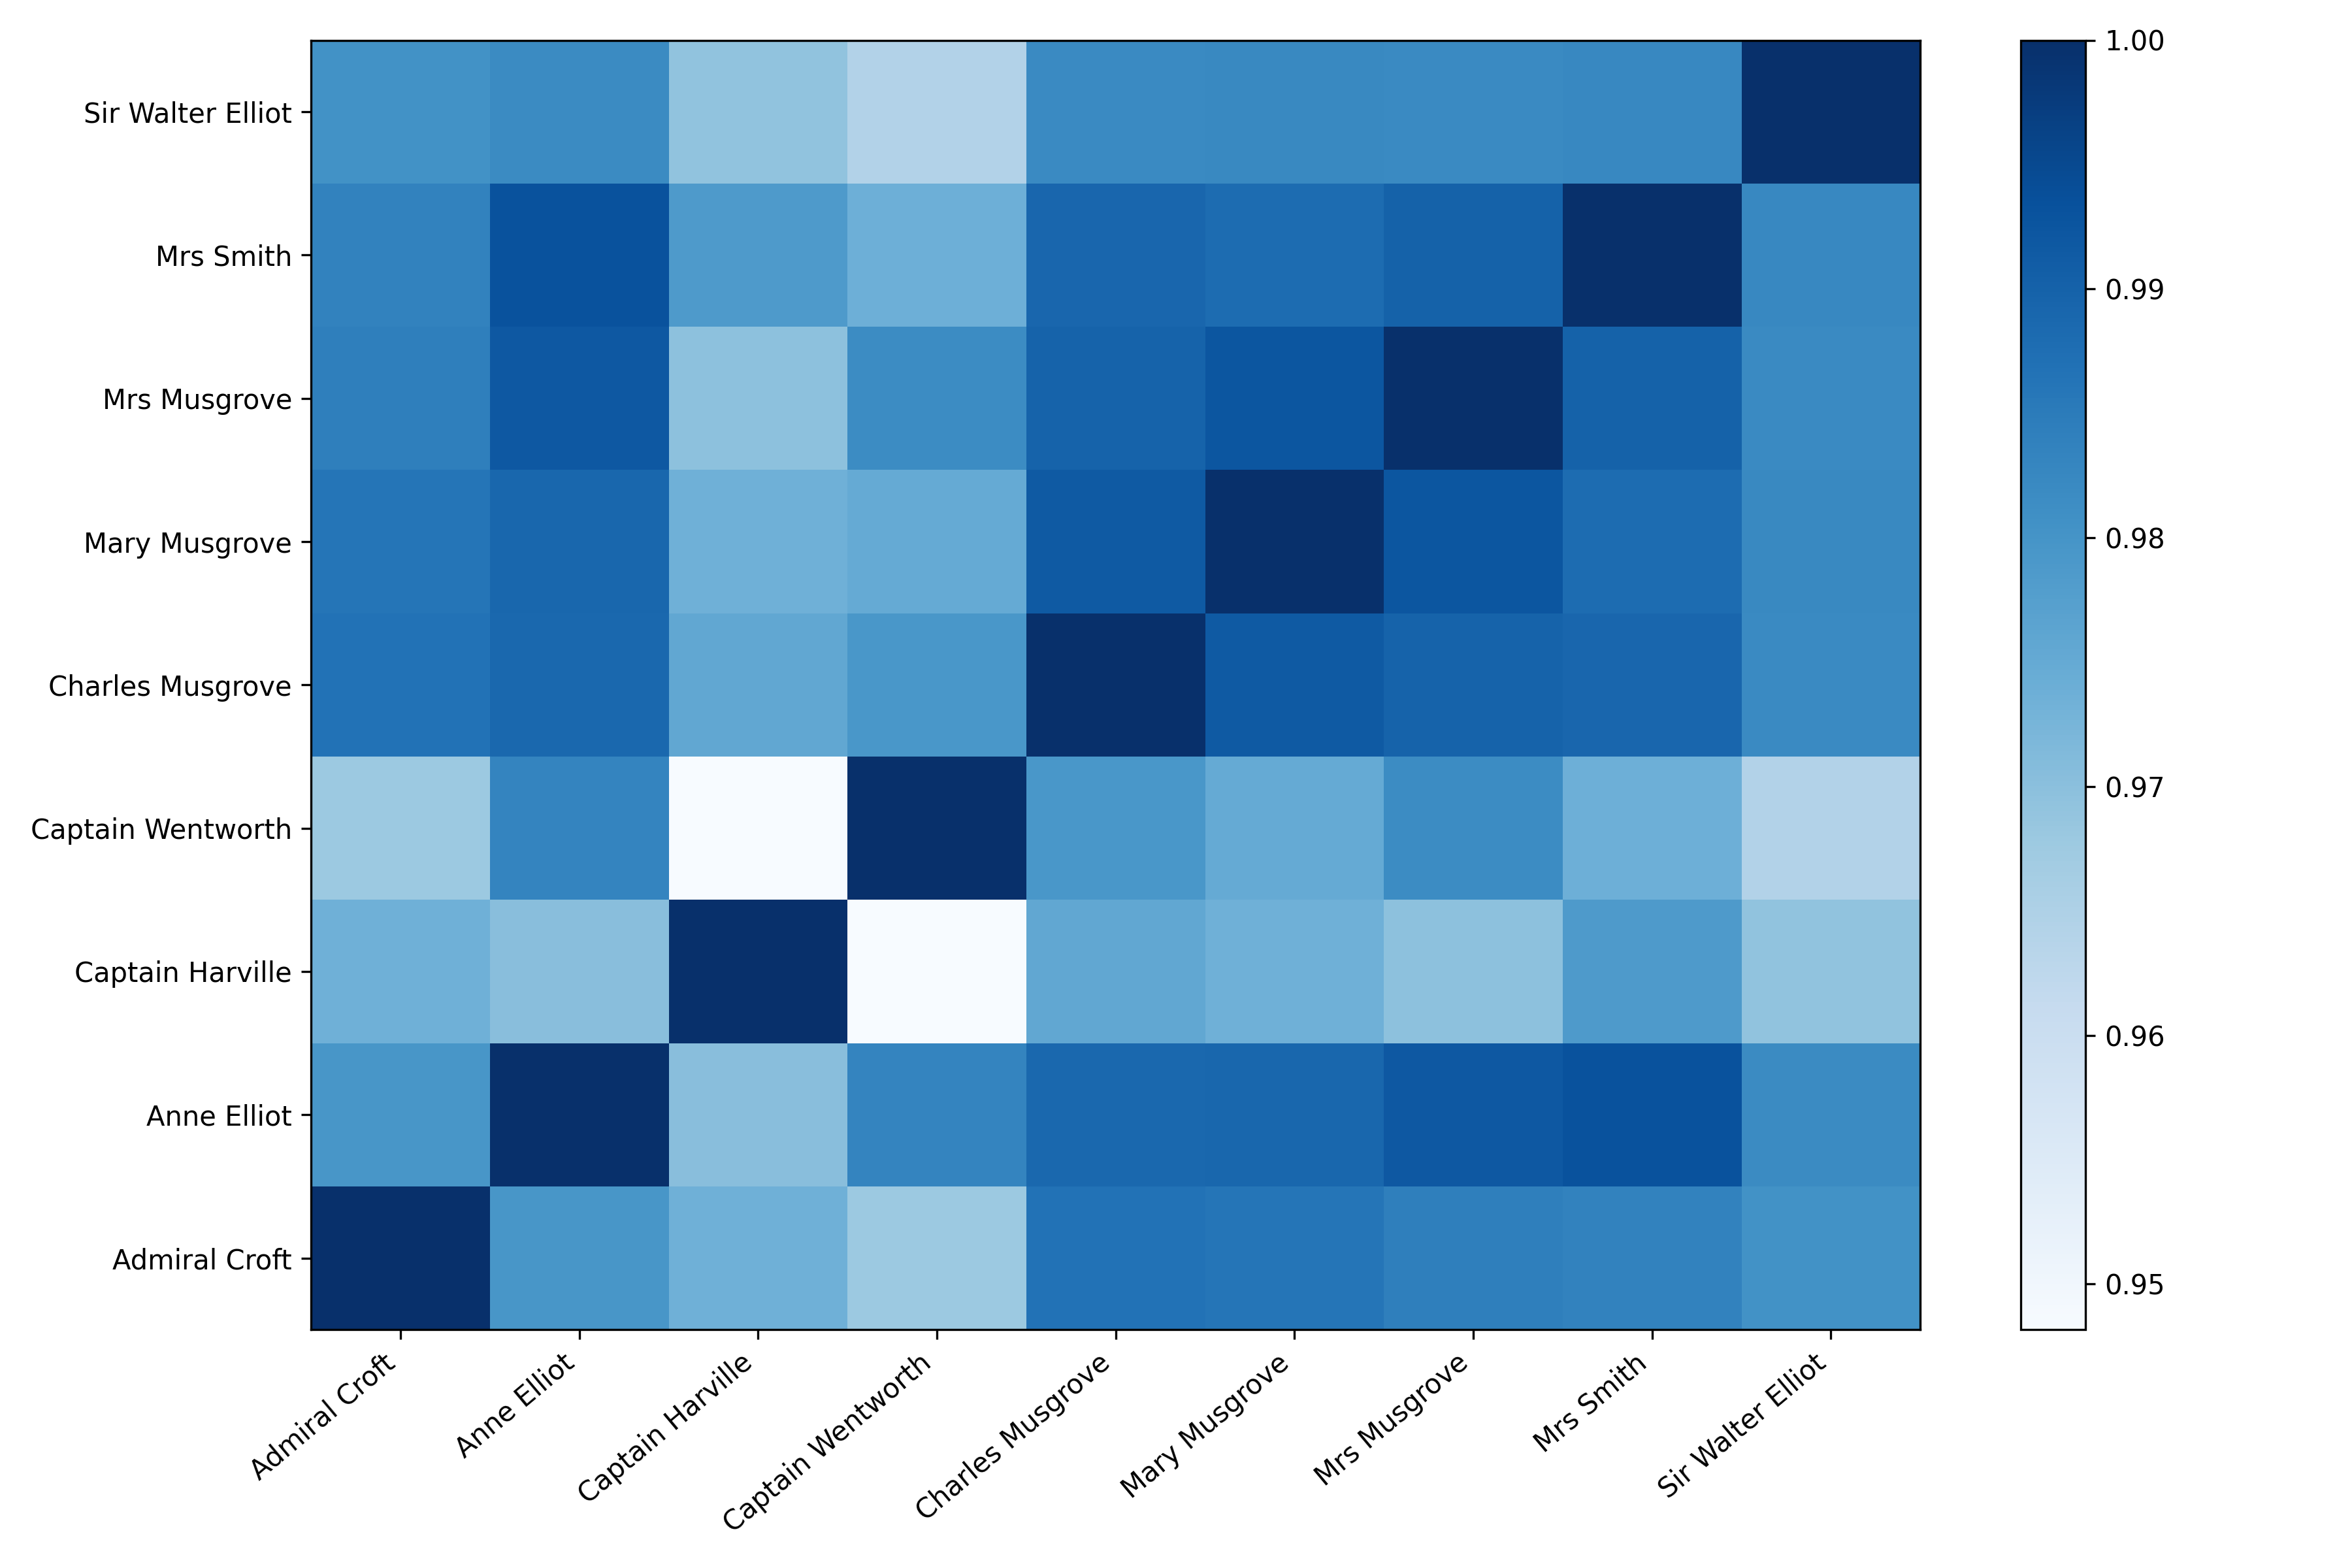 Sir Walter Elliot
Mrs Smith
Mrs Musgrove
Mary Musgrove
Charles Musgrove
Captain Wentworth
Captain Harville
Anne Elliot
Admiral Croft
Admiral Croft
Anne Elliot
Captain Harville
Captain Wentworth
Charles Musgrove
Mary Musgrove
Mrs Musgrove
Mrs Smith
Sir Walter Elliot
1.00
0.99
0.98
0.97
0.96
0.95